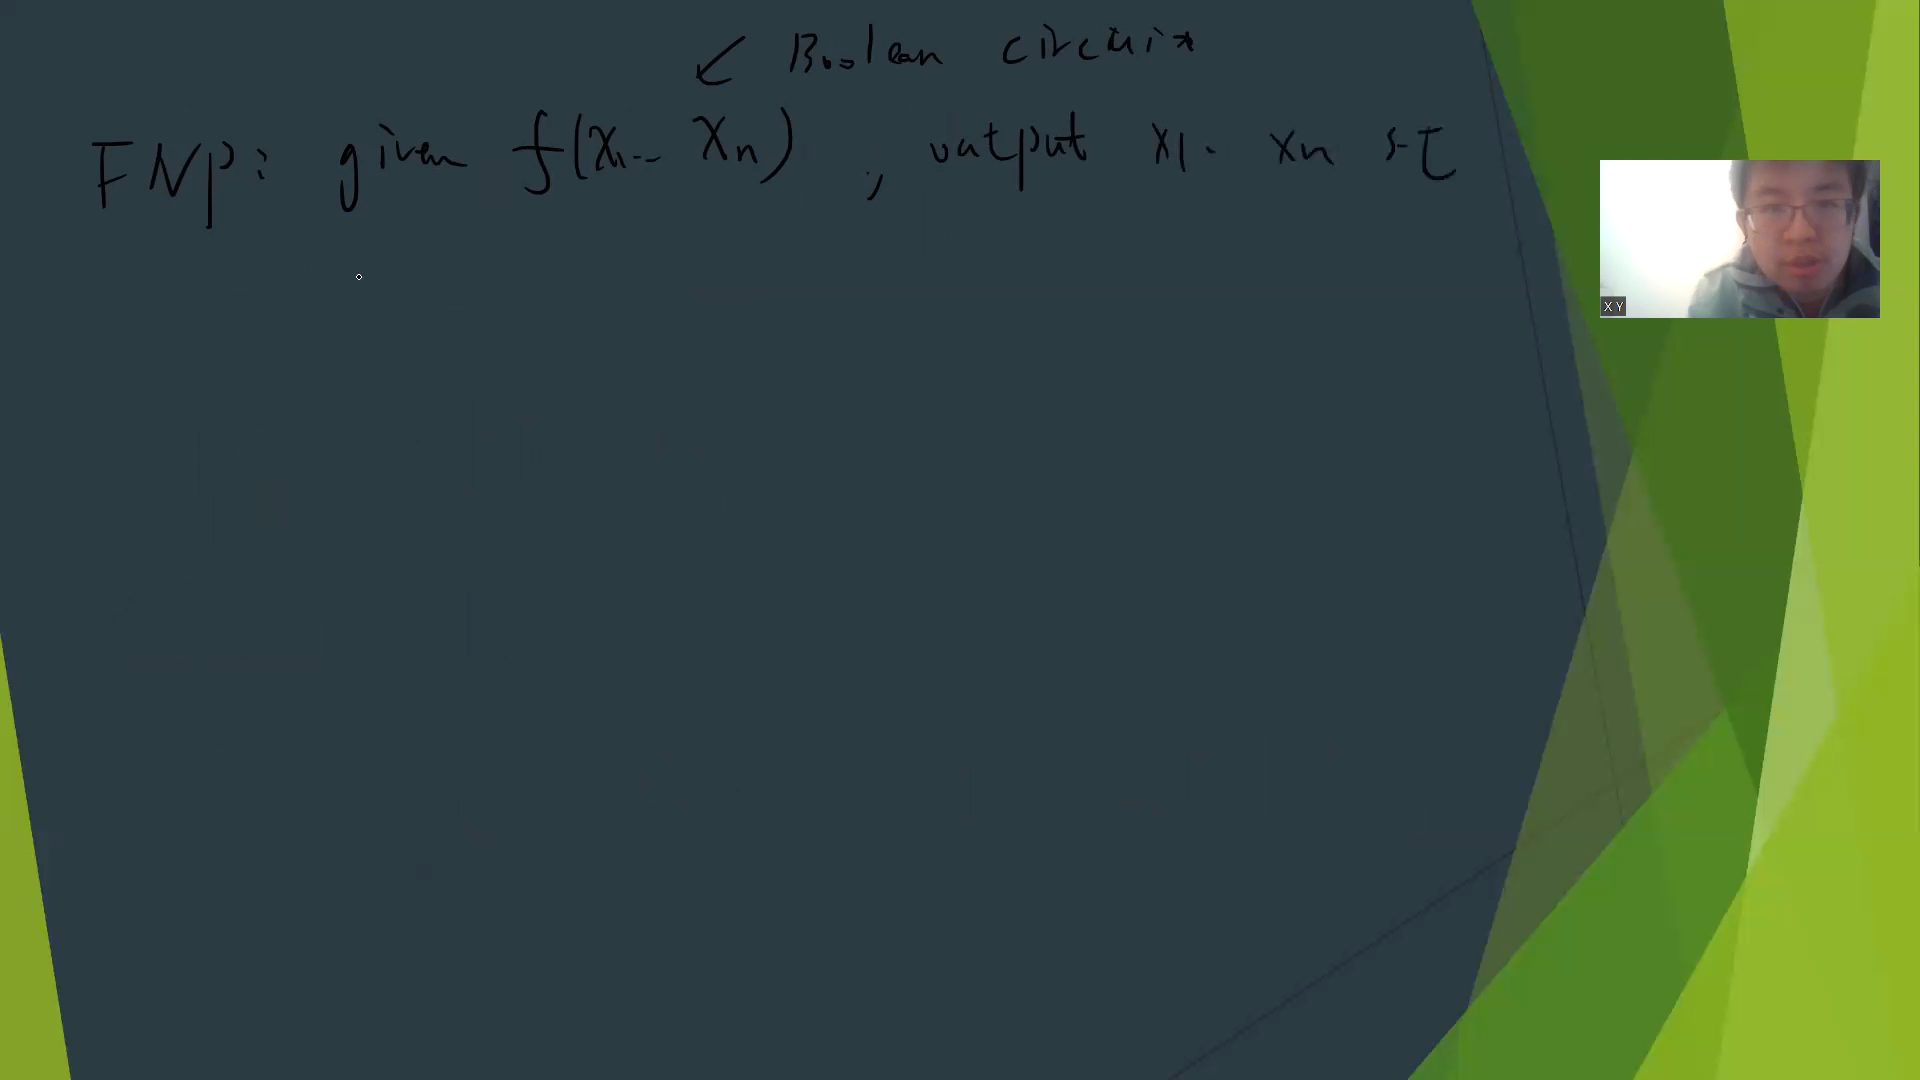 ↙ Boolean circuit
FNP: given f(x1-- xn) , output x1. xn s-t
X Y